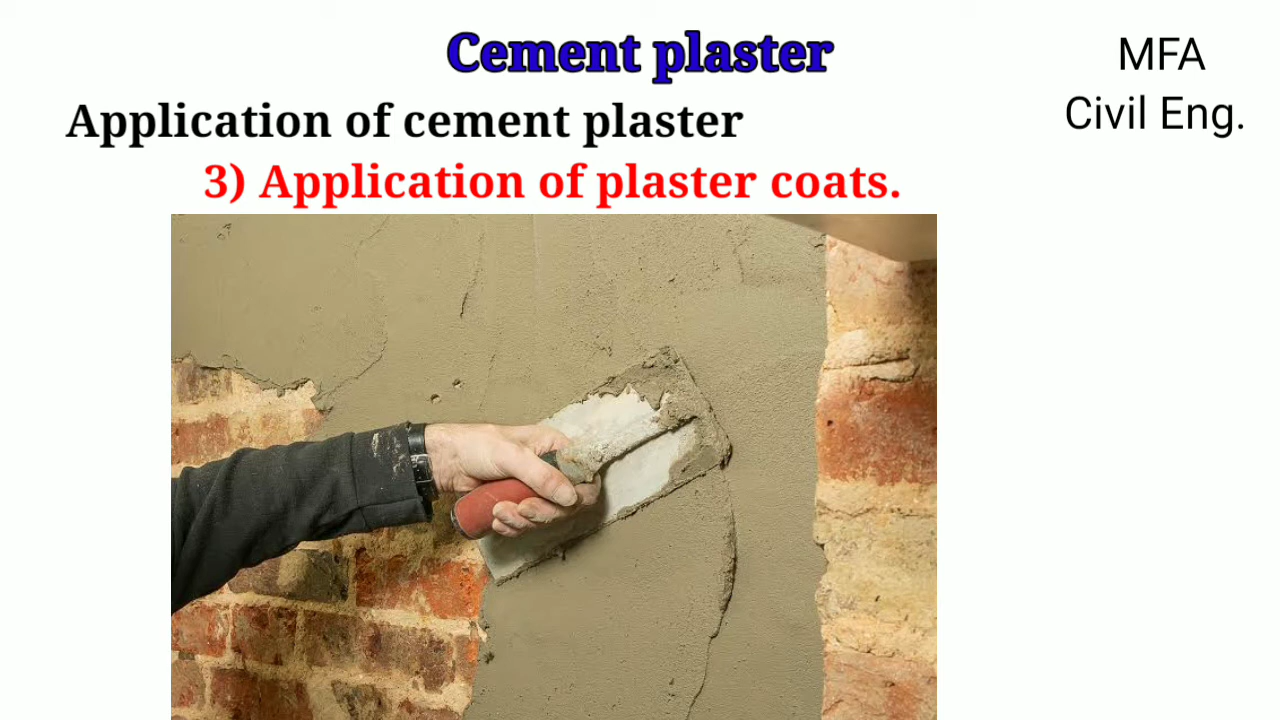 Cement plaster
MFA
Civil Eng.
Application of cement plaster
3) Application of plaster coats.